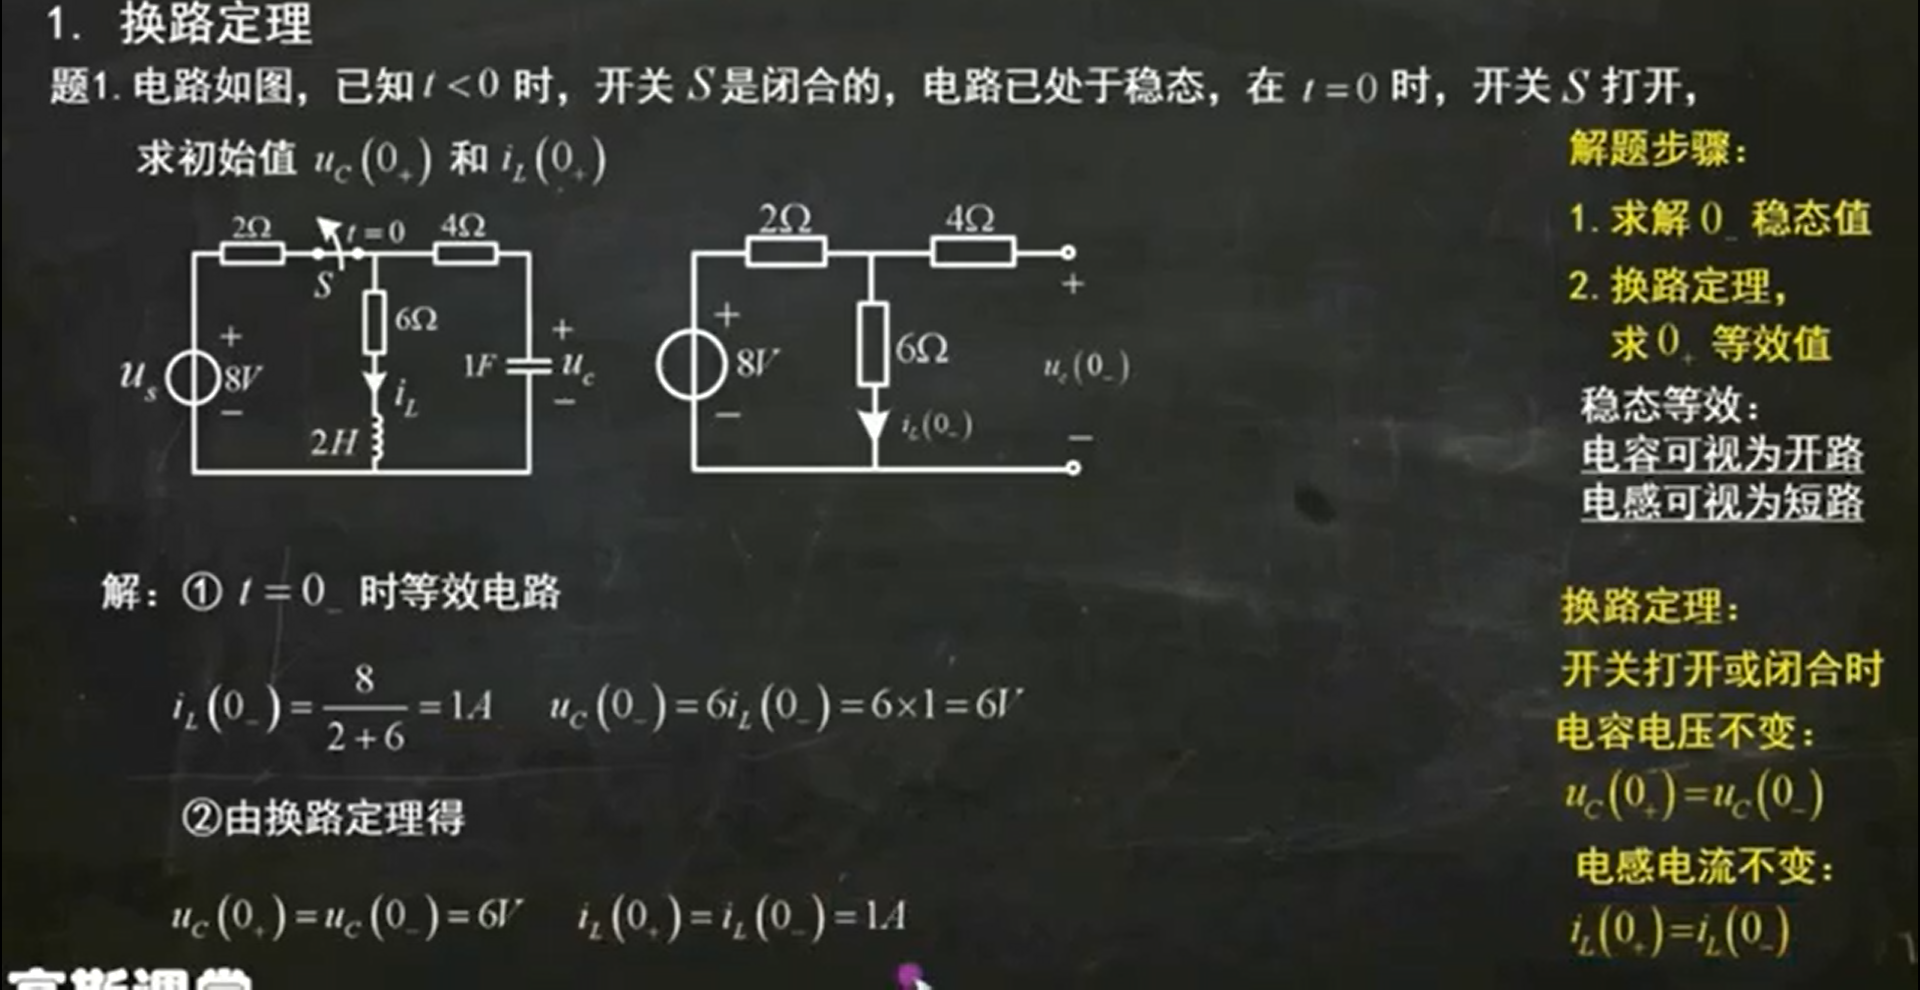 1. 换路定理
题1. 电路如图，已知 t<0 时，开关 S 是闭合的，电路已处于稳态，在 t=0 时，开关 S 打开，
求初始值 u_C(0_+) 和 i_L(0_+)
2Ω
t=0
4Ω
S
6Ω
u_s
+
8V
−
i_L
2H
1F
+
u_c
−
2Ω
4Ω
+
8V
−
6Ω
i_L(0_-)
+
u_c(0_-)
−
解题步骤：
1. 求解 0_- 稳态值
2. 换路定理，
求 0_+ 等效值
稳态等效：
电容可视为开路
电感可视为短路
解：① t=0_- 时等效电路
i_L(0_-)=8/(2+6)=1A u_C(0_-)=6i_L(0_-)=6×1=6V
②由换路定理得
u_C(0_+)=u_C(0_-)=6V i_L(0_+)=i_L(0_-)=1A
换路定理：
开关打开或闭合时
电容电压不变：
u_C(0_+)=u_C(0_-)
电感电流不变：
i_L(0_+)=i_L(0_-)
高斯课堂